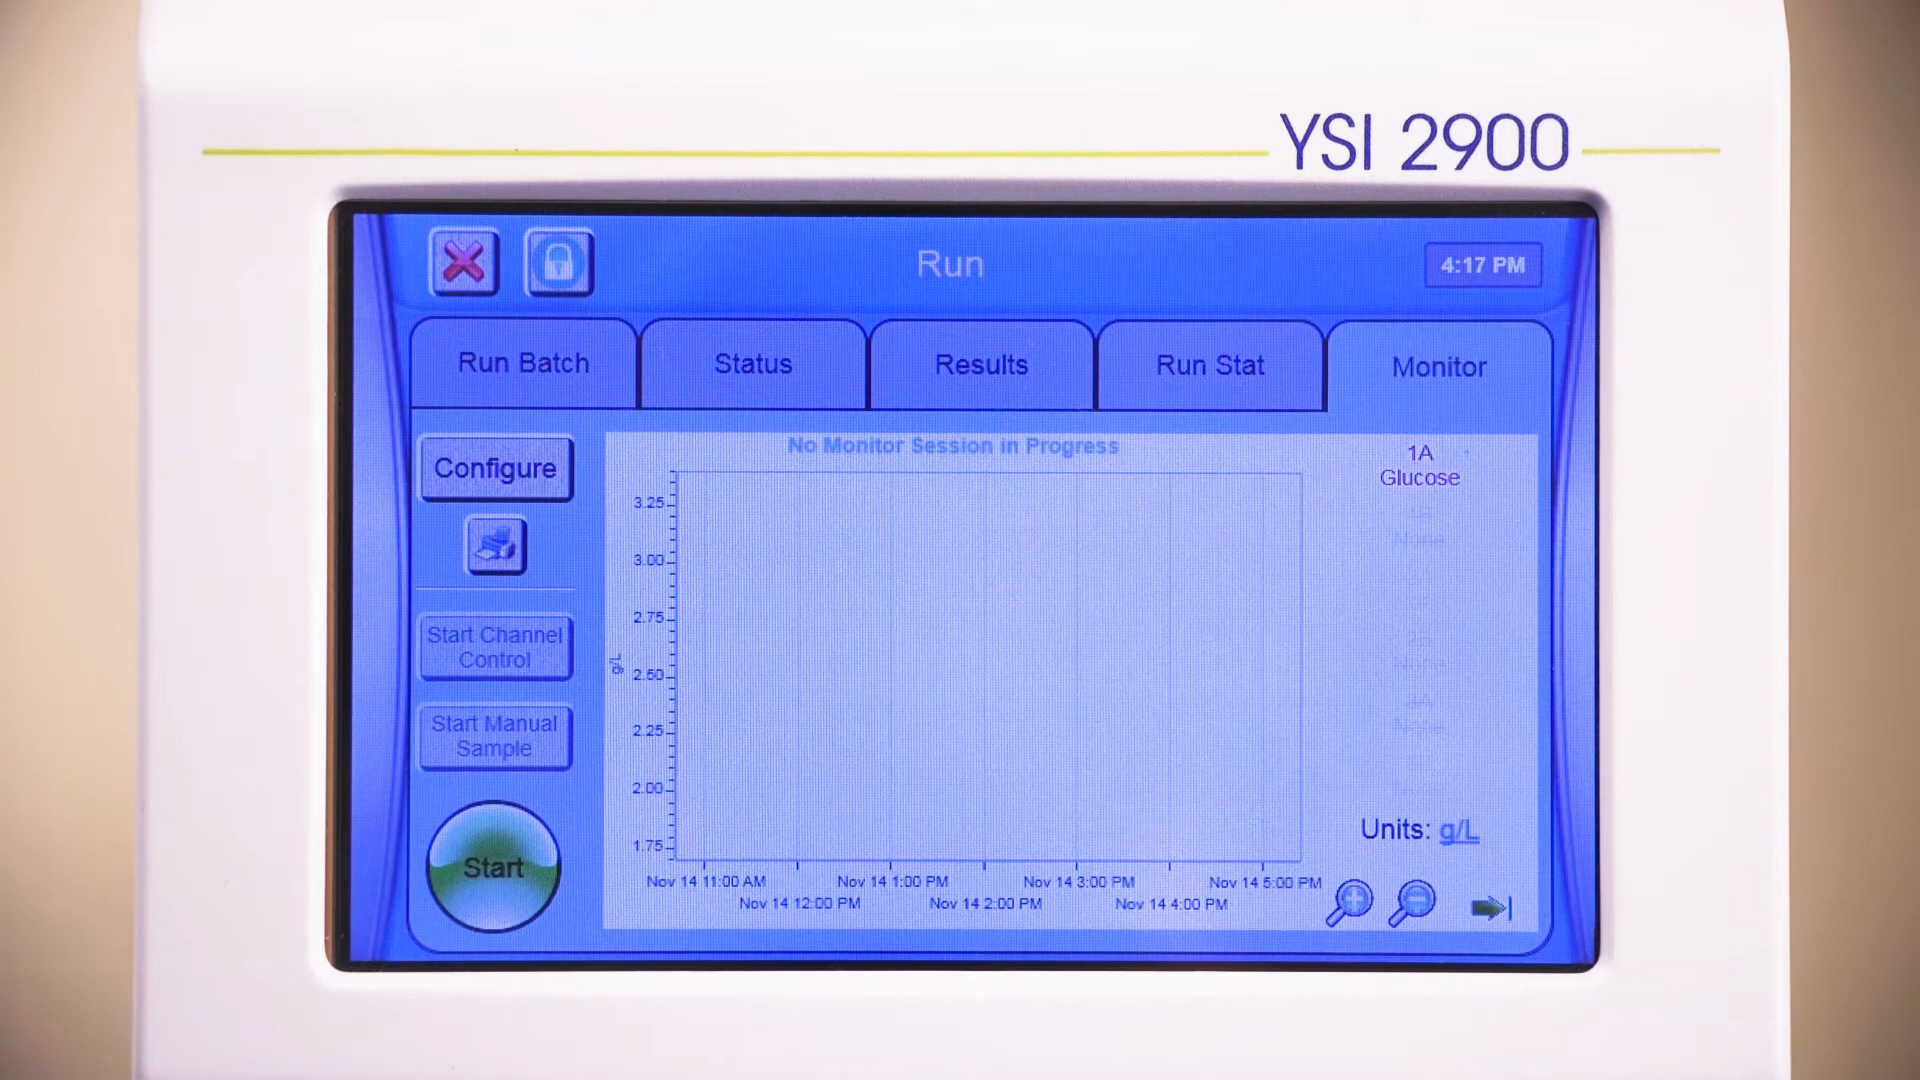 YSI 2900
Run
4:17 PM
Run Batch
Status
Results
Run Stat
Monitor
Configure
Start Channel
Control
Start Manual
Sample
Start
No Monitor Session in Progress
g/L
3.25
3.00
2.75
2.50
2.25
2.00
1.75
Nov 14 11:00 AM
Nov 14 12:00 PM
Nov 14 1:00 PM
Nov 14 2:00 PM
Nov 14 3:00 PM
Nov 14 4:00 PM
Nov 14 5:00 PM
1A
Glucose
None
None
None
Units: g/L